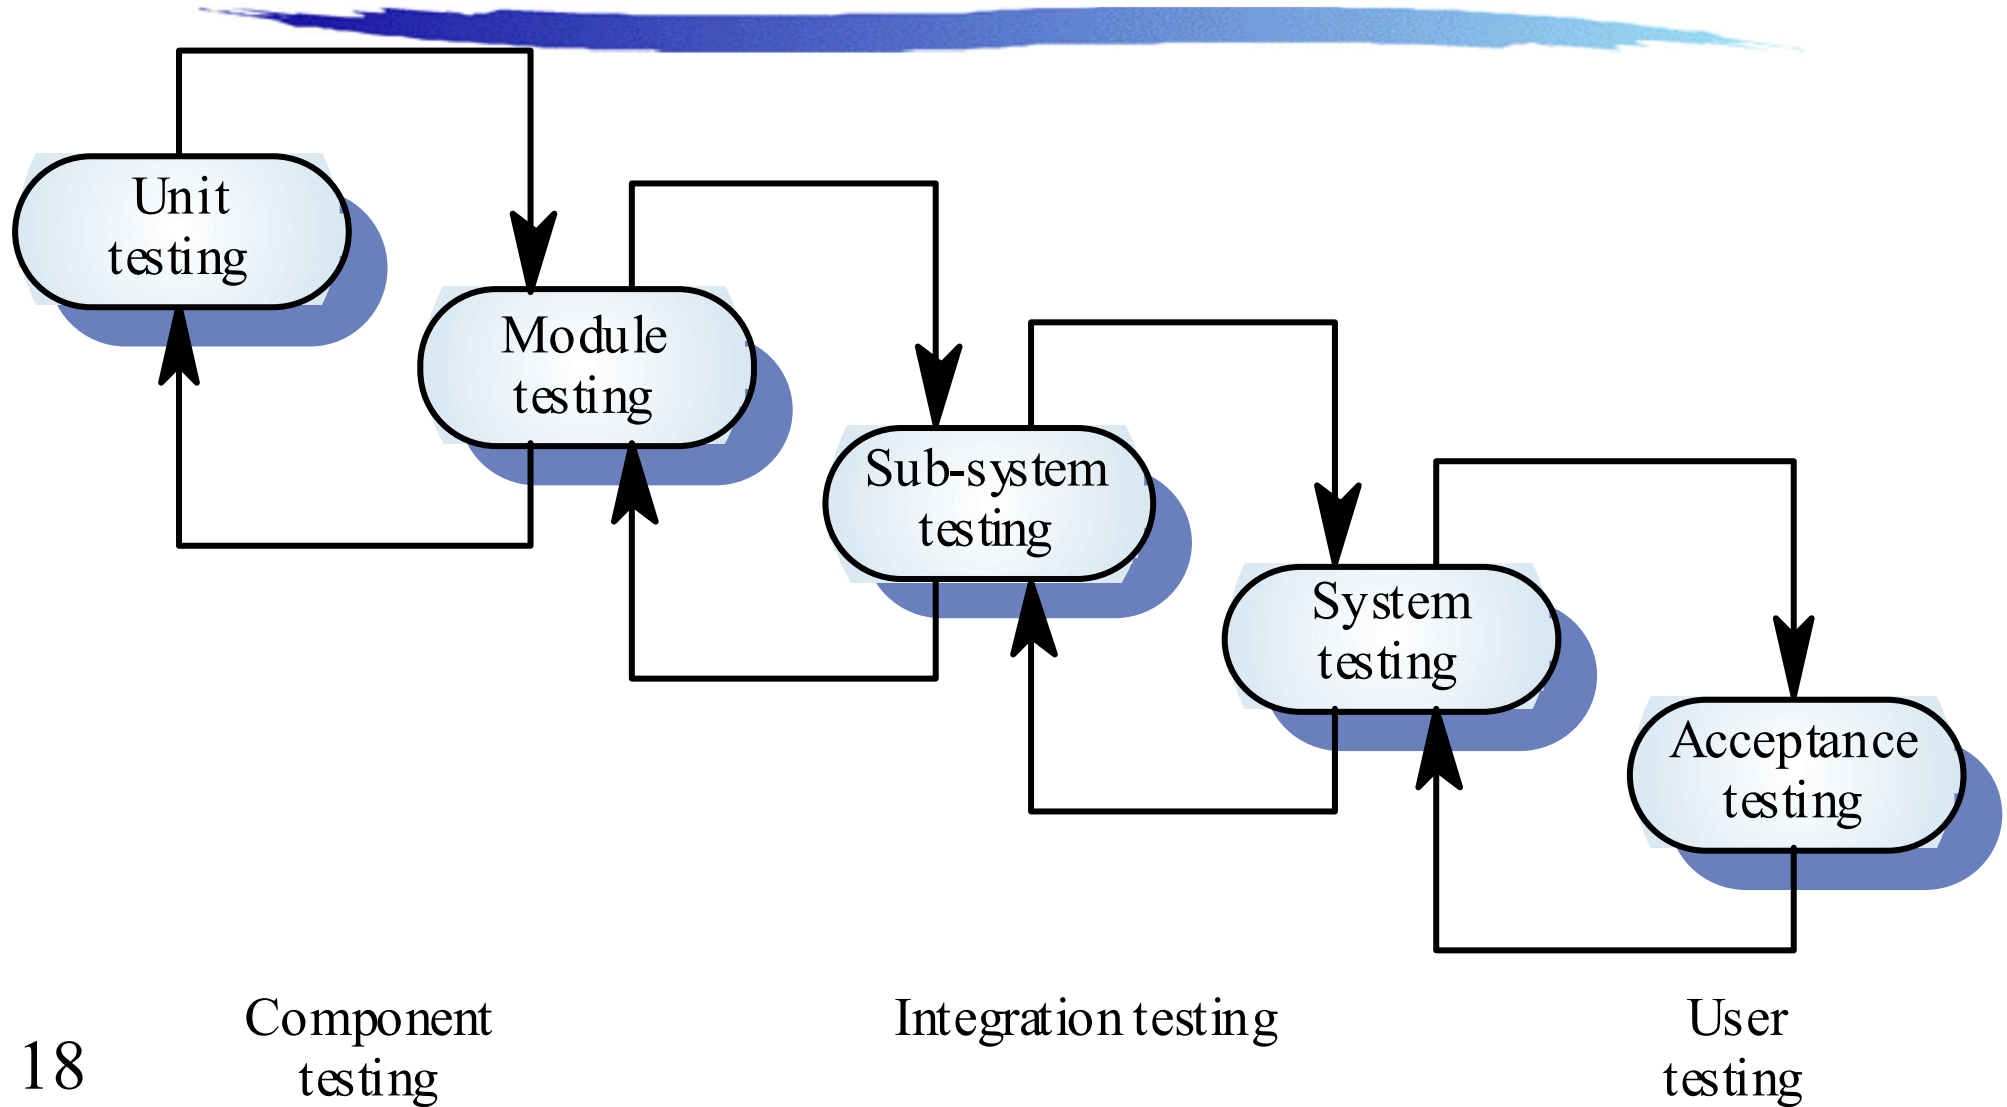 Unit
testing
Module
testing
Sub-system
testing
System
testing
Acceptance
testing
Component
testing
Integration testing
User
testing
18